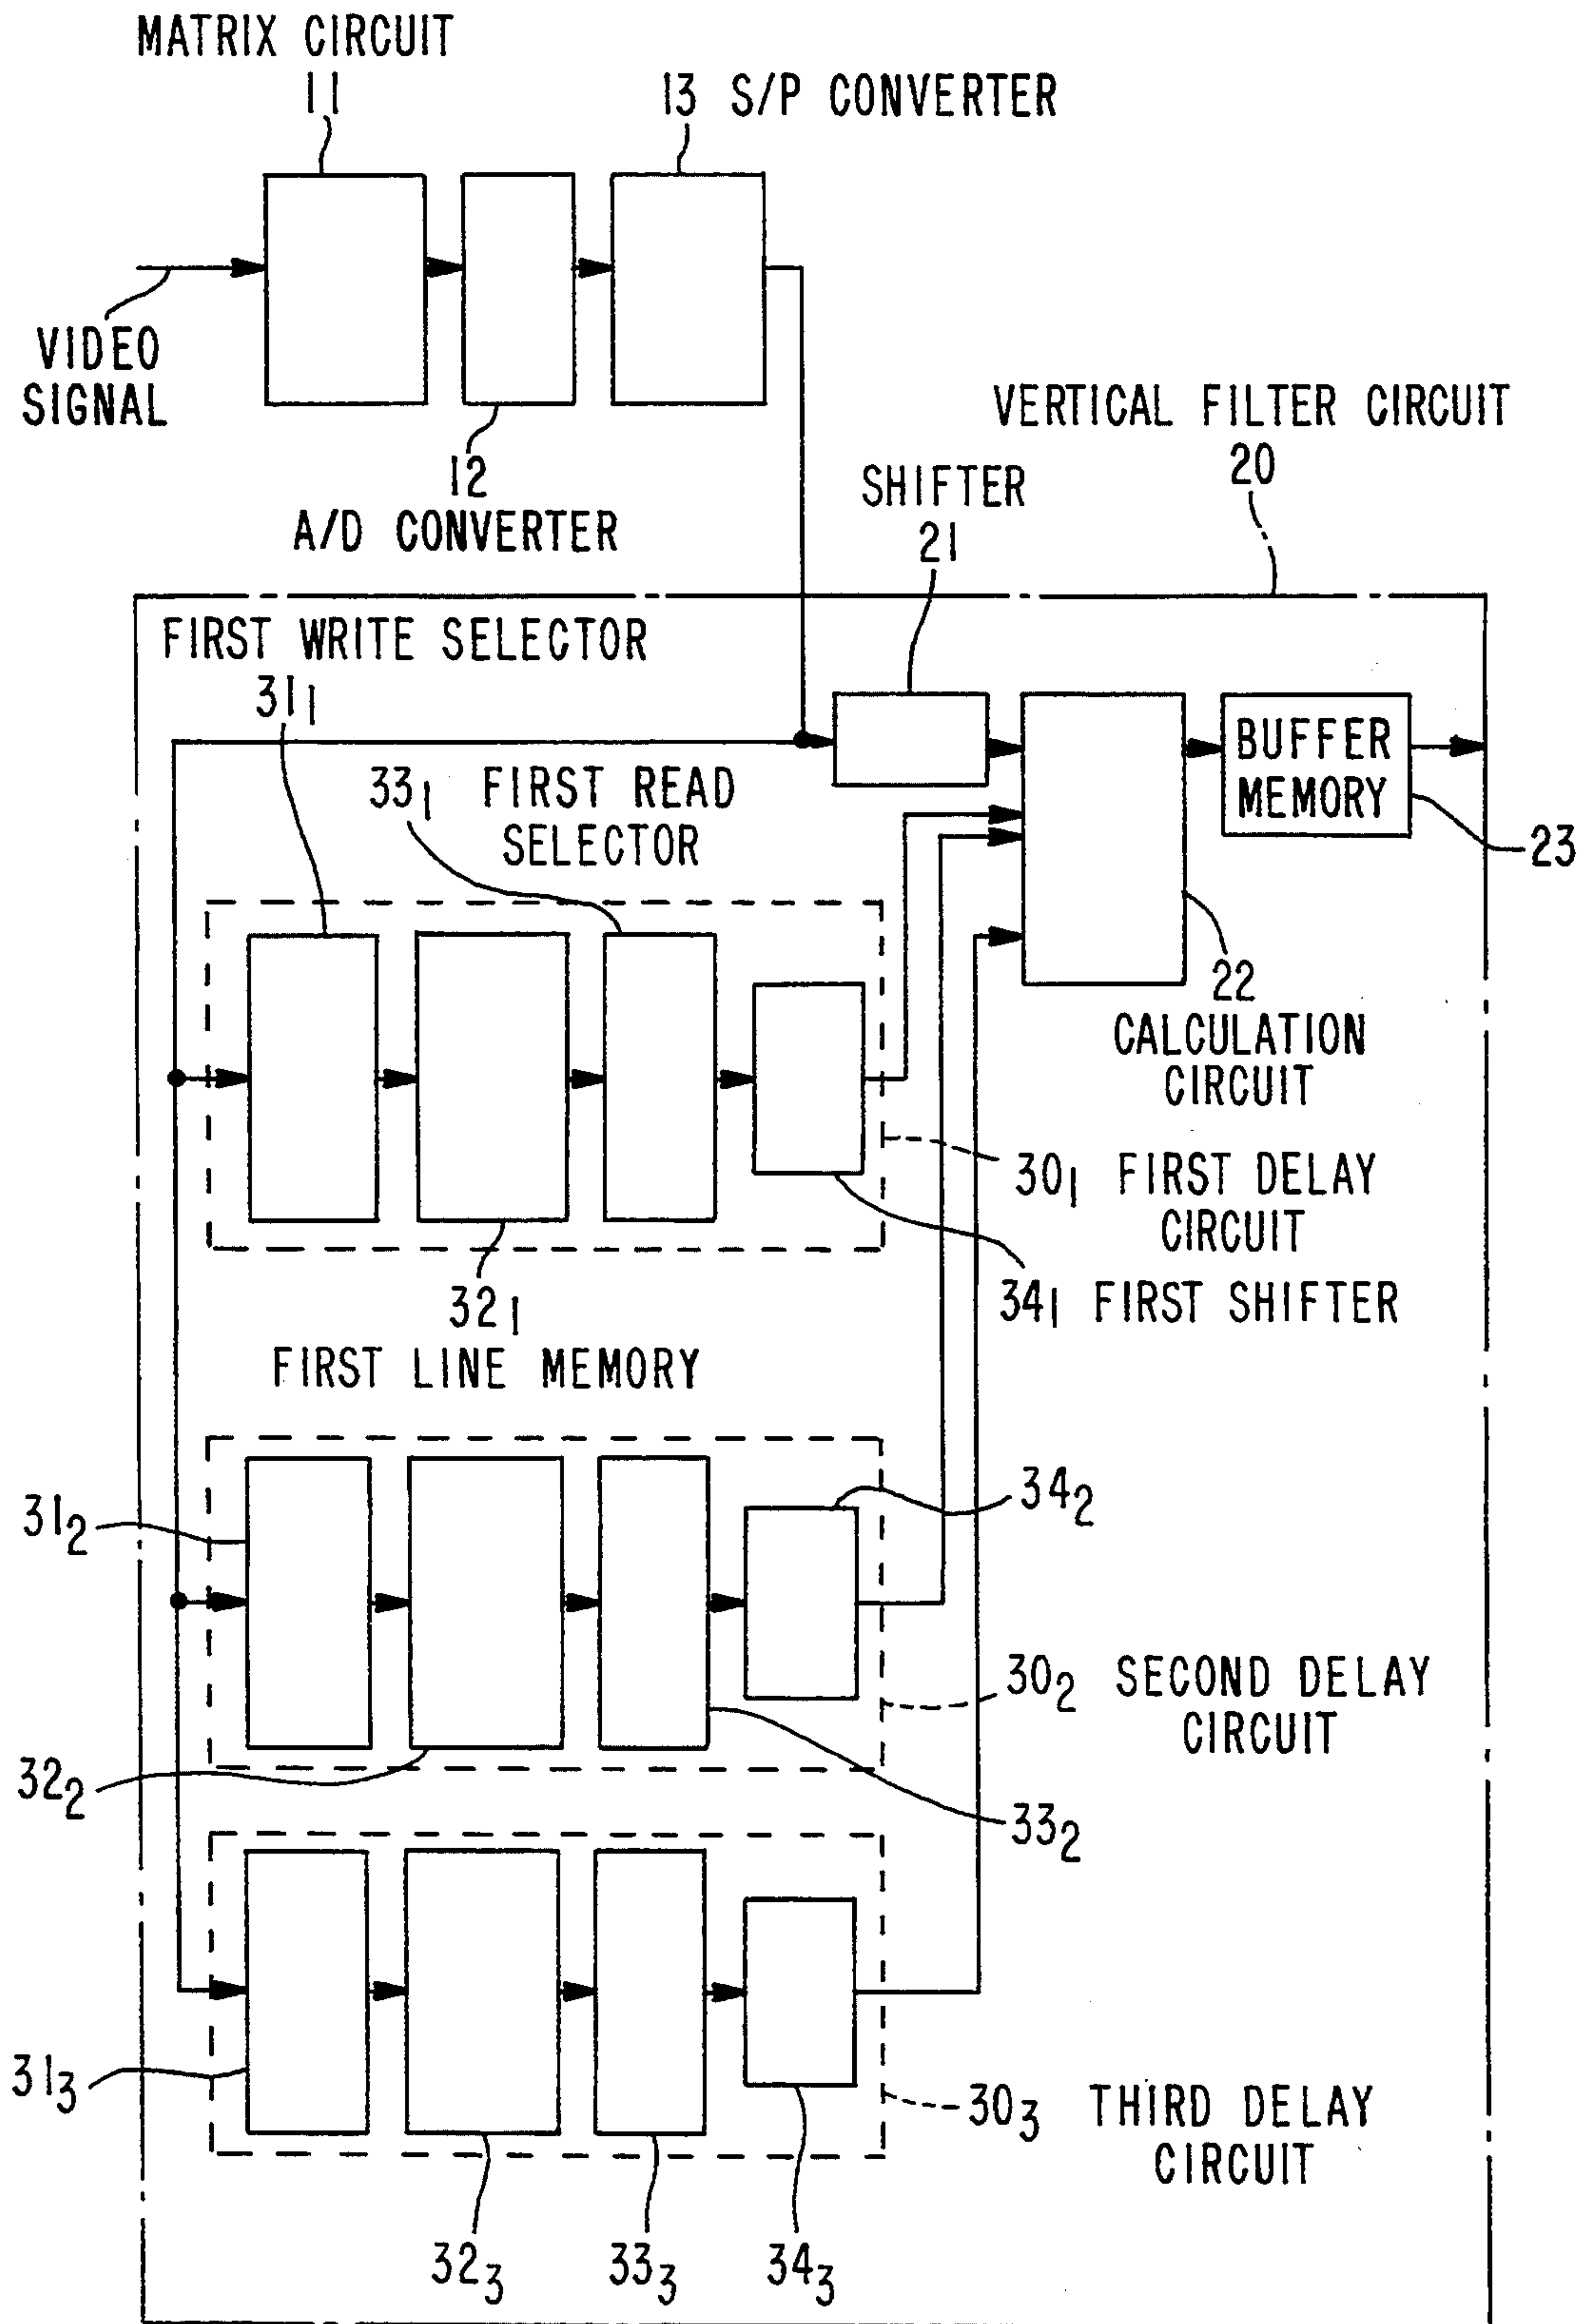 MATRIX CIRCUIT
11
13 S/P CONVERTER
VIDEO
SIGNAL
12
A/D CONVERTER
VERTICAL FILTER CIRCUIT
20
SHIFTER
21
FIRST WRITE SELECTOR
31₁
33₁ FIRST READ
SELECTOR
BUFFER
MEMORY
23
22
CALCULATION
CIRCUIT
30₁ FIRST DELAY
CIRCUIT
34₁ FIRST SHIFTER
32₁
FIRST LINE MEMORY
31₂
34₂
30₂ SECOND DELAY
CIRCUIT
32₂
33₂
31₃
30₃ THIRD DELAY
CIRCUIT
32₃
33₃
34₃